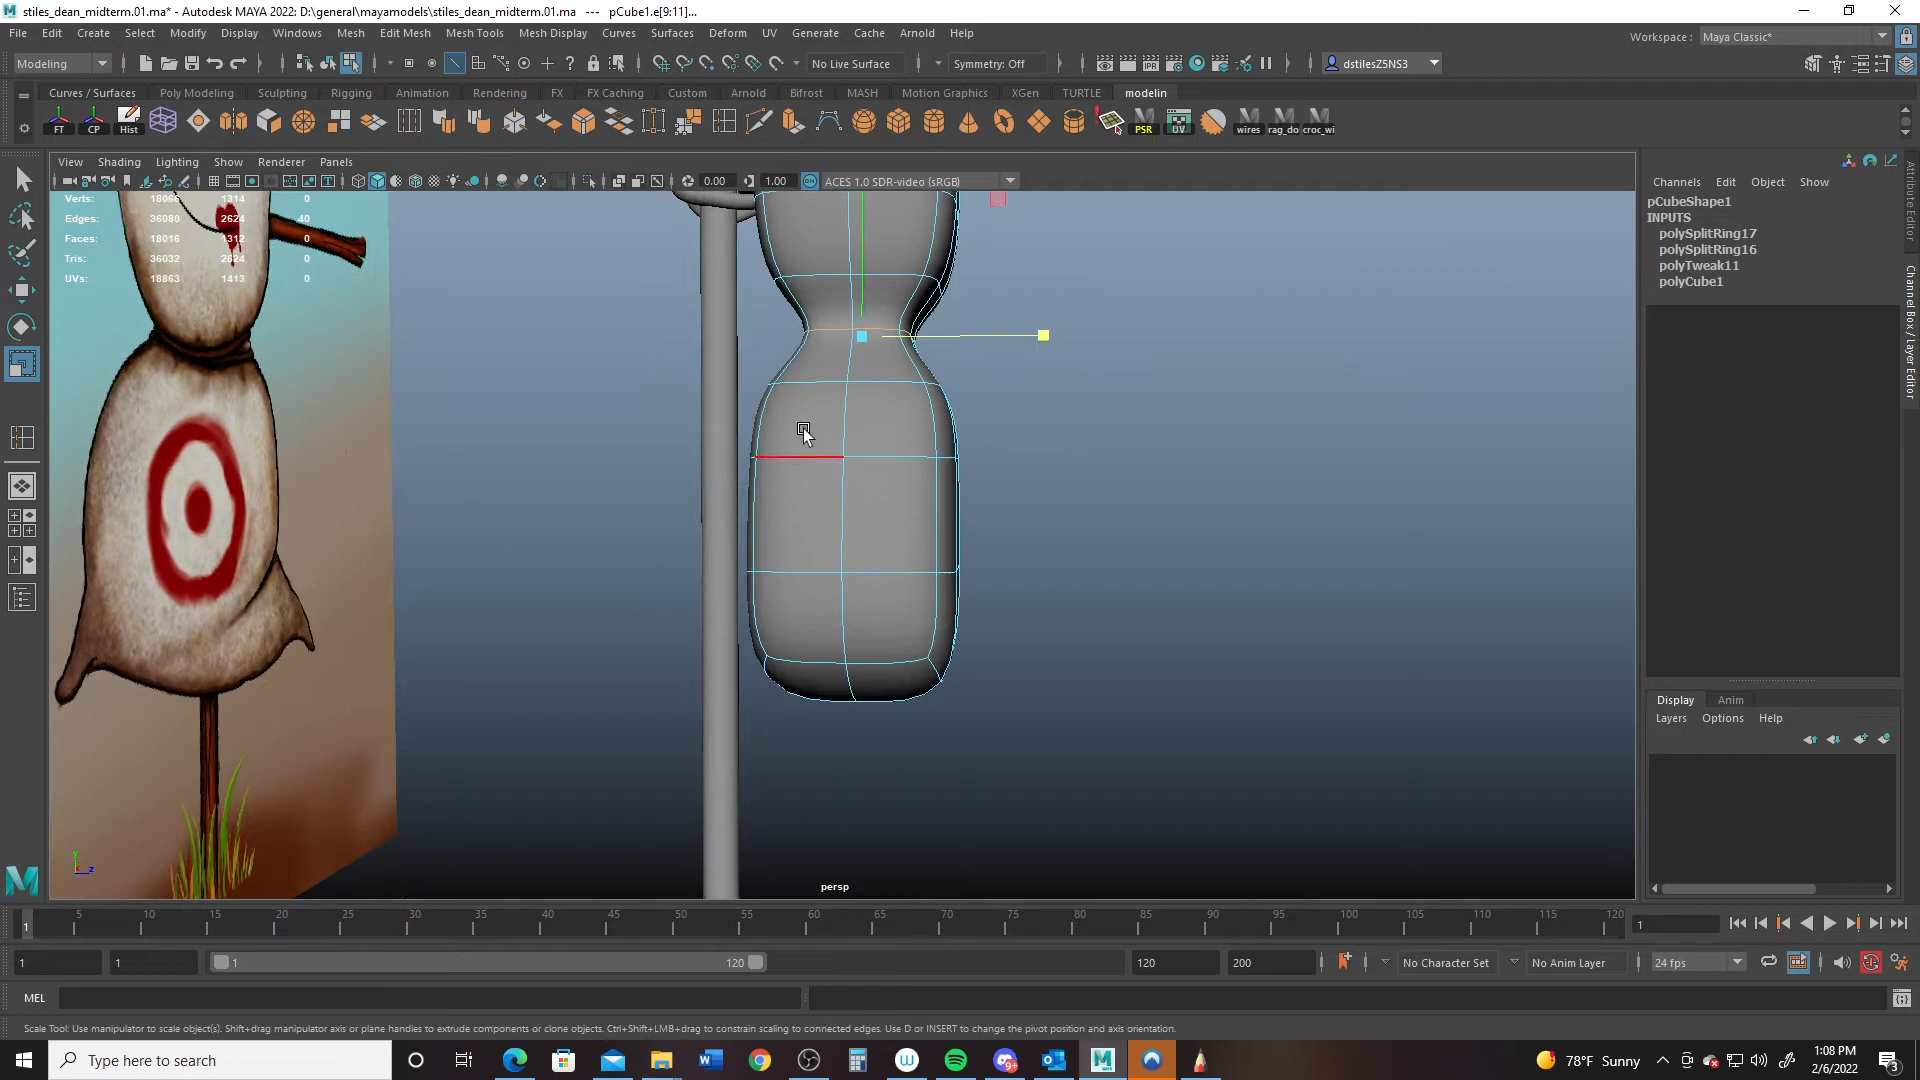 stiles_dean_midterm.01.ma* - Autodesk MAYA 2022: D:\general\mayamodels\stiles_dean_midterm.01.ma   ---   pCube1.e[9:11]...
File Edit Create Select Modify Display Windows Mesh Edit Mesh Mesh Tools Mesh Display Curves Surfaces Deform UV Generate Cache Arnold Help
Workspace : Maya Classic*
Modeling
No Live Surface
Symmetry: Off
dstilesZ5NS3
Curves / Surfaces Poly Modeling Sculpting Rigging Animation Rendering FX FX Caching Custom Arnold Bifrost MASH Motion Graphics XGen TURTLE modelin
FT CP Hist PSR UV wires rag_do croc_wi
View Shading Lighting Show Renderer Panels
0.00 1.00 ACES 1.0 SDR-video (sRGB)
Verts: 18066 1314 0
Edges: 36080 2624 40
Faces: 18016 1312 0
Tris: 36032 2624 0
UVs: 18863 1413 0
y
z
persp
Channels Edit Object Show
pCubeShape1
INPUTS
polySplitRing17
polySplitRing16
polyTweak11
polyCube1
Attribute Editor
Channel Box / Layer Editor
Display Anim
Layers Options Help
5 10 15 20 25 30 35 40 45 50 55 60 65 70 75 80 85 90 95 100 105 110 115 120
1
1
1 1 1 120 120 200 No Character Set No Anim Layer 24 fps
MEL
Scale Tool: Use manipulator to scale object(s). Shift+drag manipulator axis or plane handles to extrude components or clone objects. Ctrl+Shift+LMB+drag to constrain scaling to connected edges. Use D or INSERT to change the pivot position and axis orientation.
Type here to search
78°F Sunny
1:08 PM
2/6/2022
3